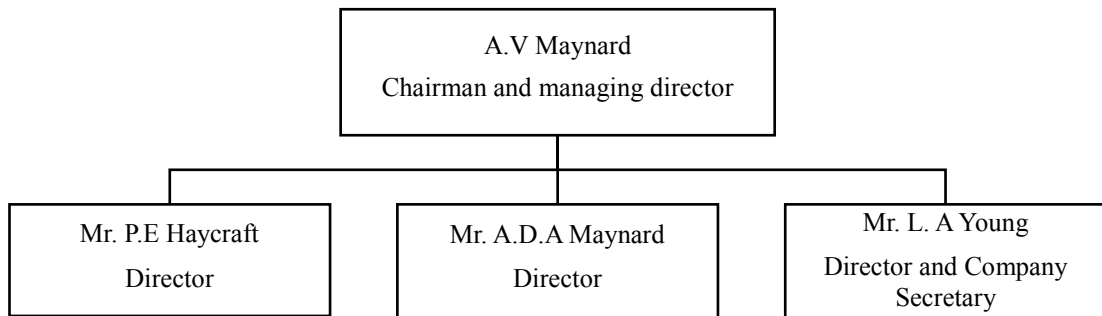 A.V Maynard
Chairman and managing director
Mr. P.E Haycraft
Director
Mr. A.D.A Maynard
Director
Mr. L. A Young
Director and Company
Secretary